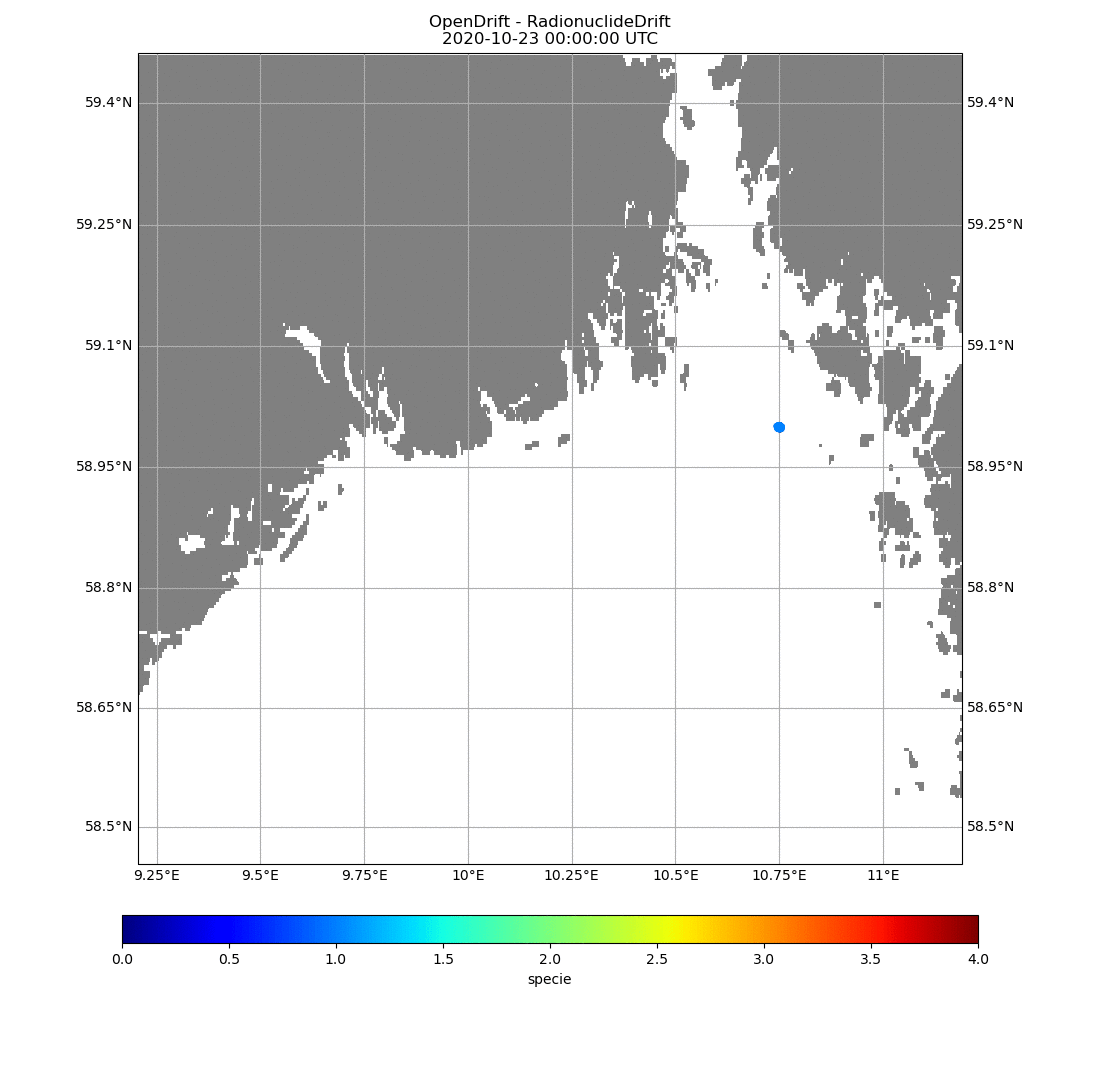 OpenDrift - RadionuclideDrift
2020-10-23 00:00:00 UTC
59.4°N 59.4°N
59.25°N 59.25°N
59.1°N 59.1°N
58.95°N 58.95°N
58.8°N 58.8°N
58.65°N 58.65°N
58.5°N 58.5°N
9.25°E 9.5°E 9.75°E 10°E 10.25°E 10.5°E 10.75°E 11°E
0.0 0.5 1.0 1.5 2.0 2.5 3.0 3.5 4.0
specie